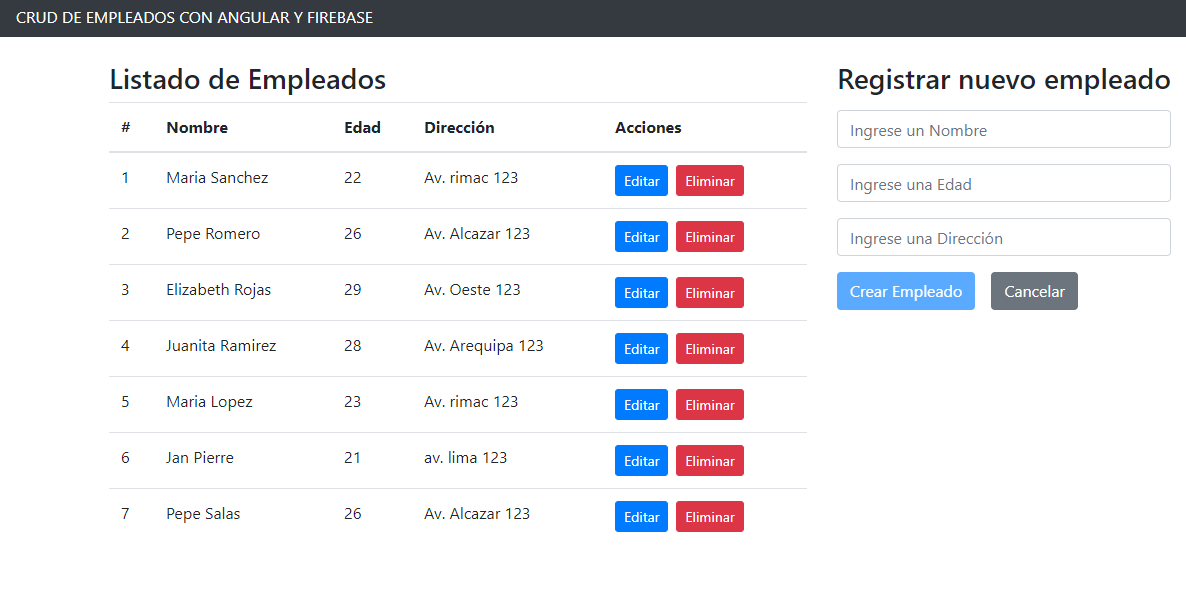 CRUD DE EMPLEADOS CON ANGULAR Y FIREBASE
Listado de Empleados
# Nombre Edad Dirección Acciones
1 Maria Sanchez 22 Av. rimac 123 Editar Eliminar
2 Pepe Romero 26 Av. Alcazar 123 Editar Eliminar
3 Elizabeth Rojas 29 Av. Oeste 123 Editar Eliminar
4 Juanita Ramirez 28 Av. Arequipa 123 Editar Eliminar
5 Maria Lopez 23 Av. rimac 123 Editar Eliminar
6 Jan Pierre 21 av. lima 123 Editar Eliminar
7 Pepe Salas 26 Av. Alcazar 123 Editar Eliminar
Registrar nuevo empleado
Ingrese un Nombre
Ingrese una Edad
Ingrese una Dirección
Crear Empleado Cancelar